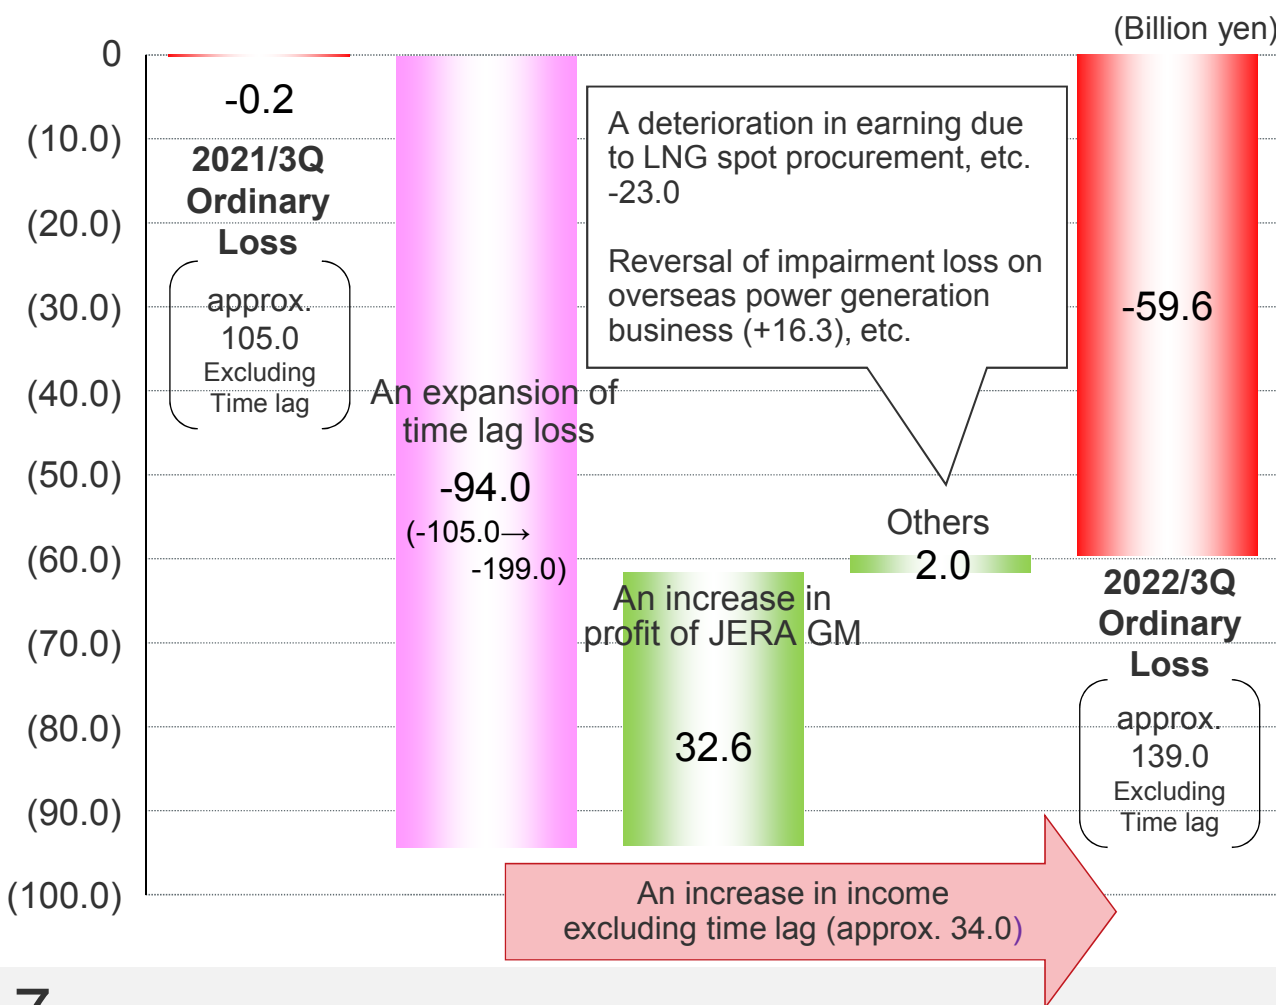 (Billion yen)
0
(10.0)
(20.0)
(30.0)
(40.0)
(50.0)
(60.0)
(70.0)
(80.0)
(90.0)
(100.0)
-0.2
2021/3Q
Ordinary
Loss
approx.
105.0
Excluding
Time lag
An expansion of
time lag loss
-94.0
(-105.0→
-199.0)
A deterioration in earning due
to LNG spot procurement, etc.
-23.0
Reversal of impairment loss on
overseas power generation
business (+16.3), etc.
An increase in
profit of JERA GM
32.6
Others
2.0
-59.6
2022/3Q
Ordinary
Loss
approx.
139.0
Excluding
Time lag
An increase in income
excluding time lag (approx. 34.0)